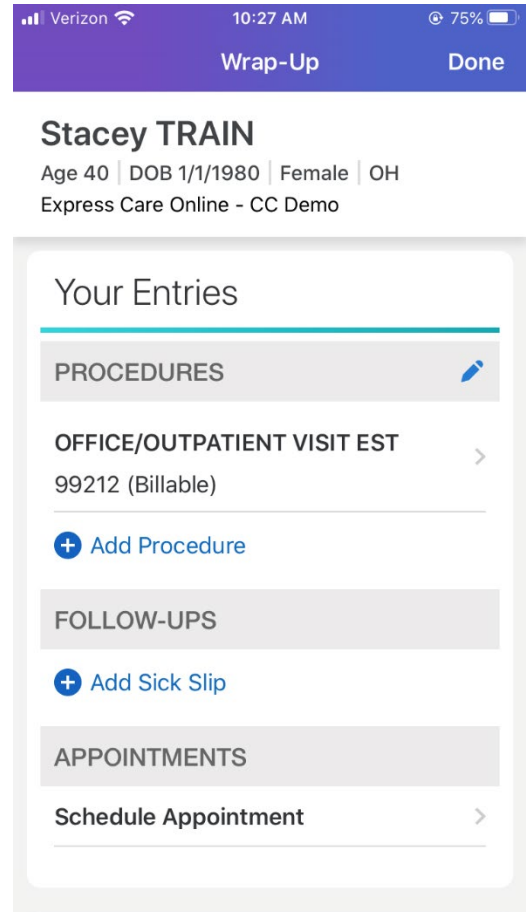 Verizon 10:27 AM 75%
Wrap-Up Done
Stacey TRAIN
Age 40 | DOB 1/1/1980 | Female | OH
Express Care Online - CC Demo
Your Entries
PROCEDURES
OFFICE/OUTPATIENT VISIT EST
99212 (Billable)
Add Procedure
FOLLOW-UPS
Add Sick Slip
APPOINTMENTS
Schedule Appointment